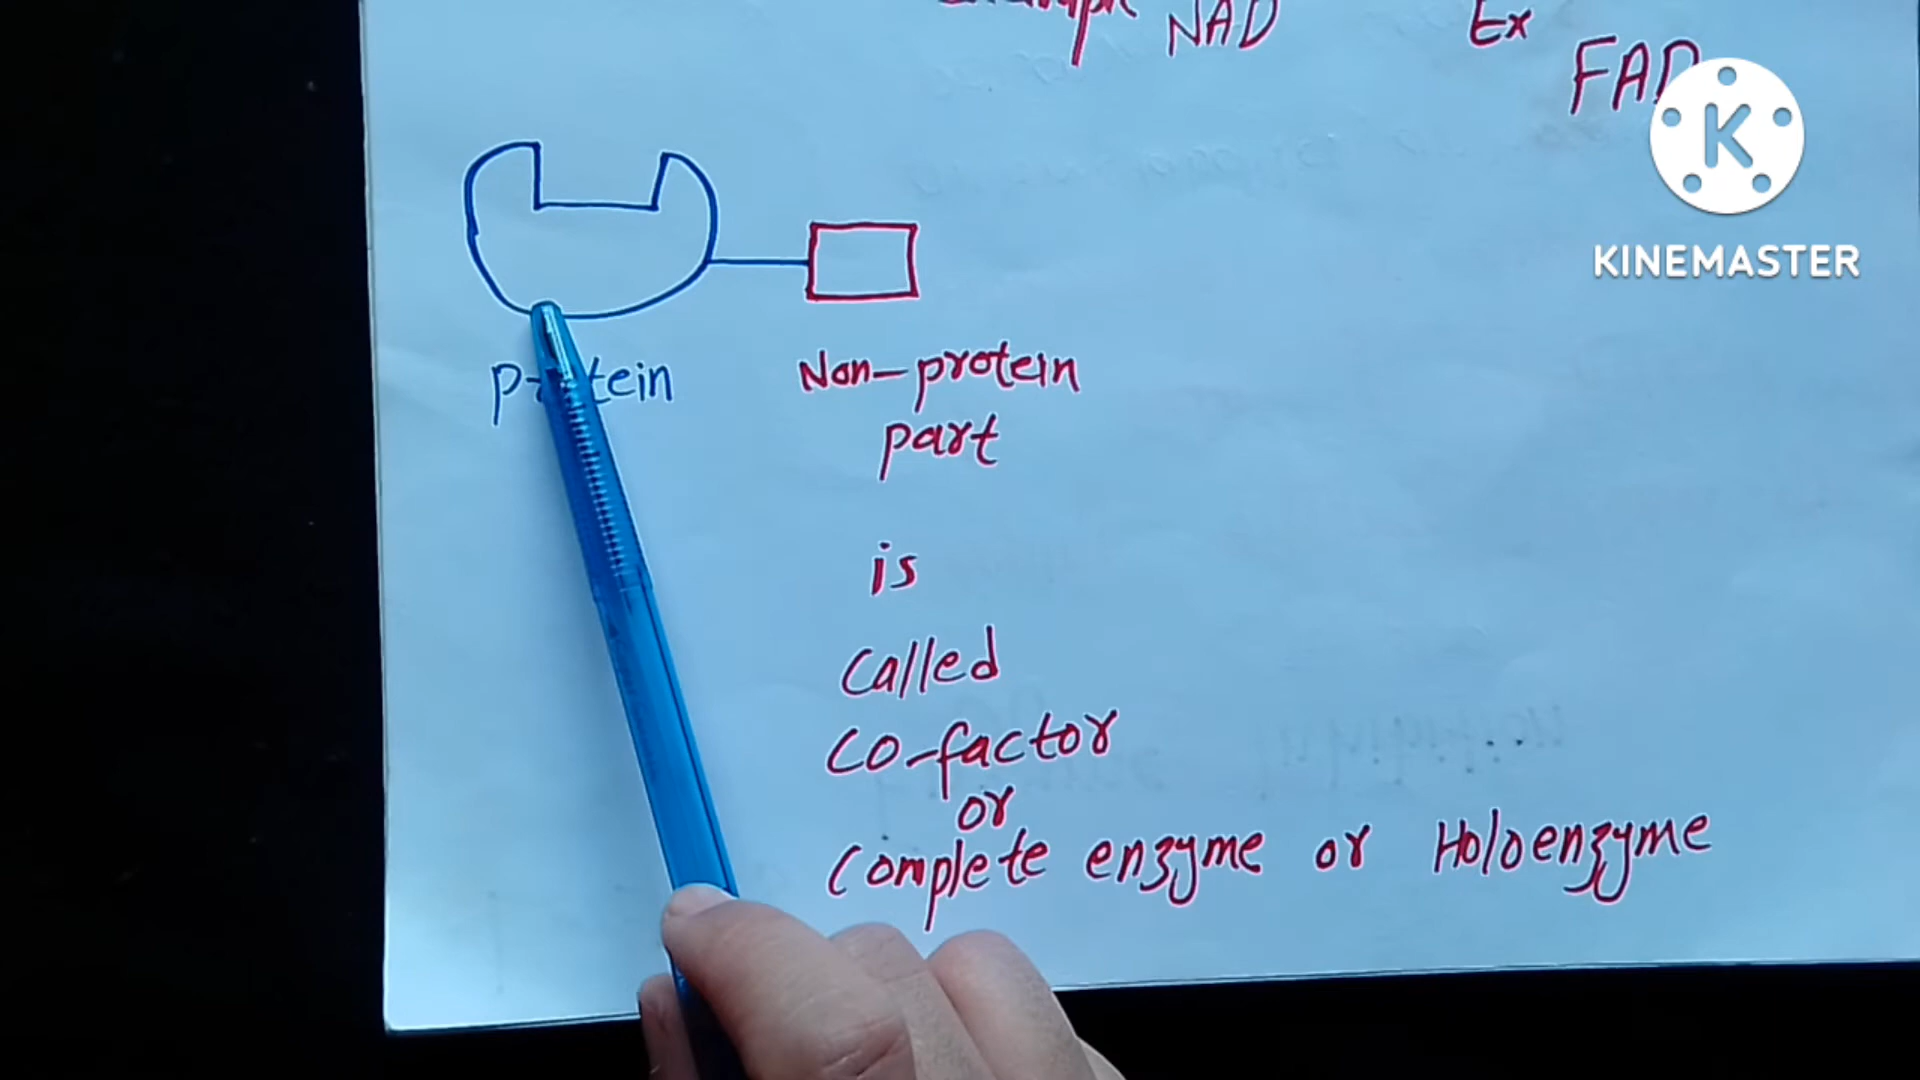 NAD
Ex
FAD
KINEMASTER
protein
Non-protein
part
is
Called
Co-factor
or
Complete enzyme or Holoenzyme